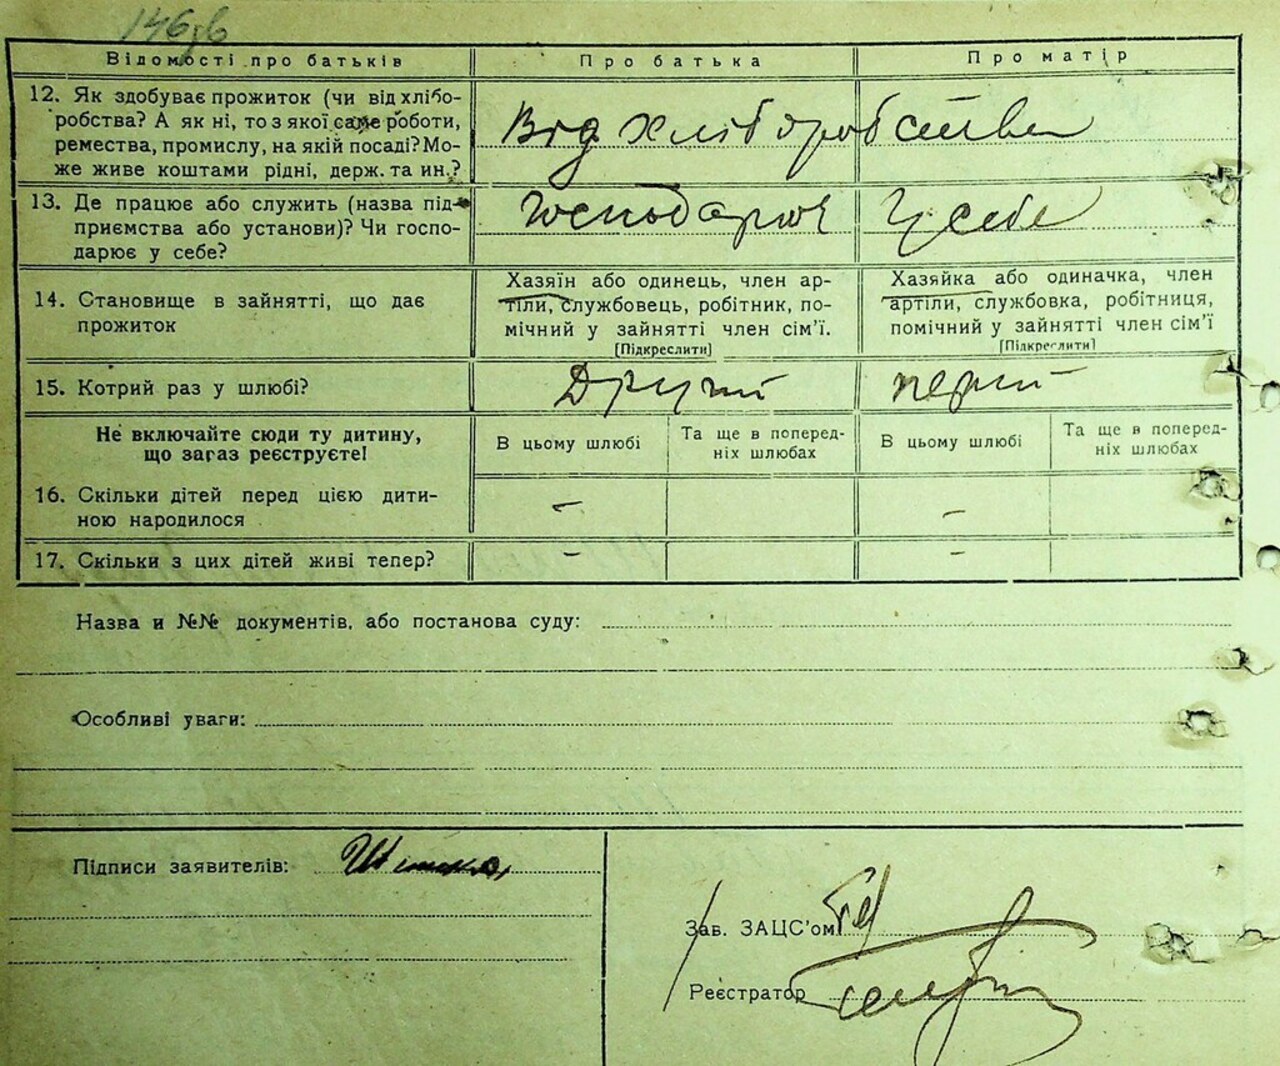 146
Відомості про батьків
Про батька
Про матір
12. Як здобуває прожиток (чи від хлібо-
робства? А як ні, то з якої саме роботи,
ремества, промислу, на якій посаді? Мо-
же живе коштами рідні, держ. та ин.?
Від хліборобства
13. Де працює або служить (назва під-
приємства або установи)? Чи госпо-
дарює у себе?
Господарює
у себе
14. Становище в зайнятті, що дає
прожиток
Хазяїн або одинець, член ар-
тіли, службовець, робітник, по-
мічний у зайнятті член сім'ї.
[Підкреслити]
Хазяйка або одиначка, член
артіли, службовка, робітниця,
помічний у зайнятті член сім'ї
[Підкреслити]
15. Котрий раз у шлюбі?
Другий
перший
Не включайте сюди ту дитину,
що загаз реєструєте!
В цьому шлюбі
Та ще в поперед-
ніх шлюбах
В цьому шлюбі
Та ще в поперед-
ніх шлюбах
16. Скільки дітей перед цією дити-
ною народилося
–
–
17. Скільки з цих дітей живі тепер?
–
–
Назва и №№ документів, або постанова суду:
Особливі уваги:
Підписи заявителів:
Зав. ЗАЦС'ом
Реєстратор